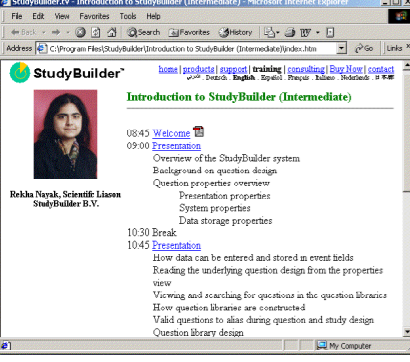 StudyBuilder.tv - Introduction to StudyBuilder (Intermediate) - Microsoft Internet Explorer
File Edit View Favorites Tools Help
Back Search Favorites History
Address C:\Program Files\StudyBuilder\Introduction to StudyBuilder (Intermediate)\index.htm Go Links
StudyBuilder™
home | products | support | training | consulting | Buy Now | contact
Deutsch . English . Español . Français . Italiano . Nederlands . 日本語
Introduction to StudyBuilder (Intermediate)
08:45 Welcome
09:00 Presentation
Overview of the StudyBuilder system
Background on question design
Question properties overview
Presentation properties
System properties
Data storage properties
10:30 Break
10:45 Presentation
How data can be entered and stored in event fields
Reading the underlying question design from the properties
view
Viewing and searching for questions in the question libraries
How question libraries are constructed
Valid questions to alias during question and study design
Question library design
Rekha Nayak, Scientifc Liason
StudyBuilder B.V.
My Computer